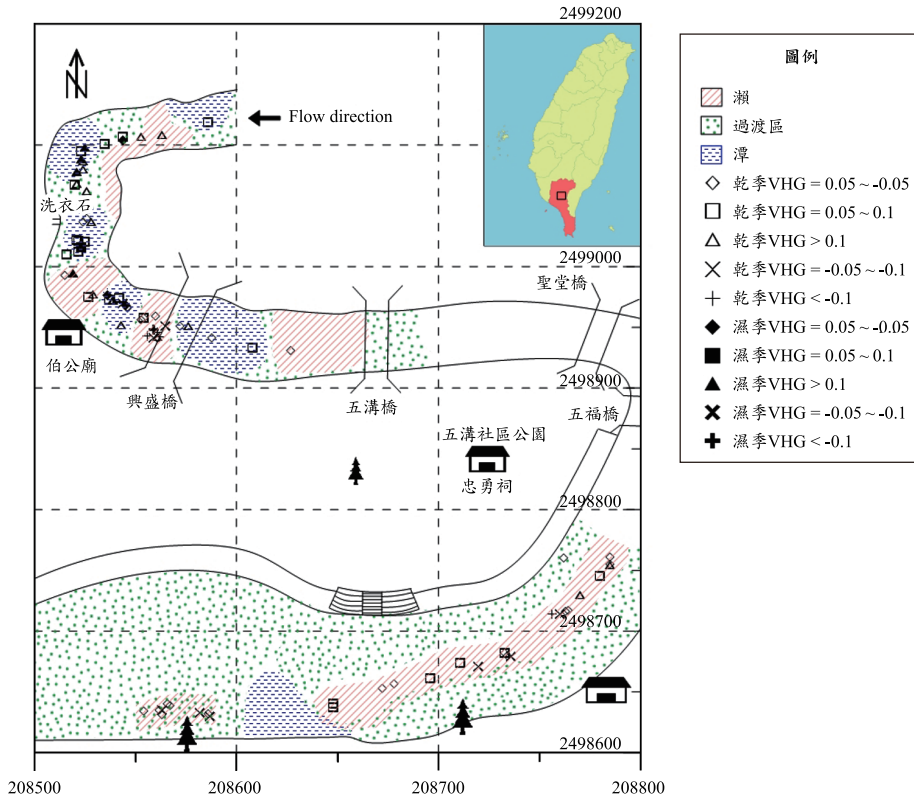 2499200
N
Flow direction
洗衣石
2499000
聖堂橋
伯公廟
興盛橋
五溝橋
2498900
五福橋
五溝社區公園
忠勇祠
2498800
2498700
2498600
208500
208600
208700
208800
圖例
瀨
過渡區
潭
乾季VHG = 0.05 ~ -0.05
乾季VHG = 0.05 ~ 0.1
乾季VHG > 0.1
乾季VHG = -0.05 ~ -0.1
乾季VHG < -0.1
濕季VHG = 0.05 ~ -0.05
濕季VHG = 0.05 ~ 0.1
濕季VHG > 0.1
濕季VHG = -0.05 ~ -0.1
濕季VHG < -0.1